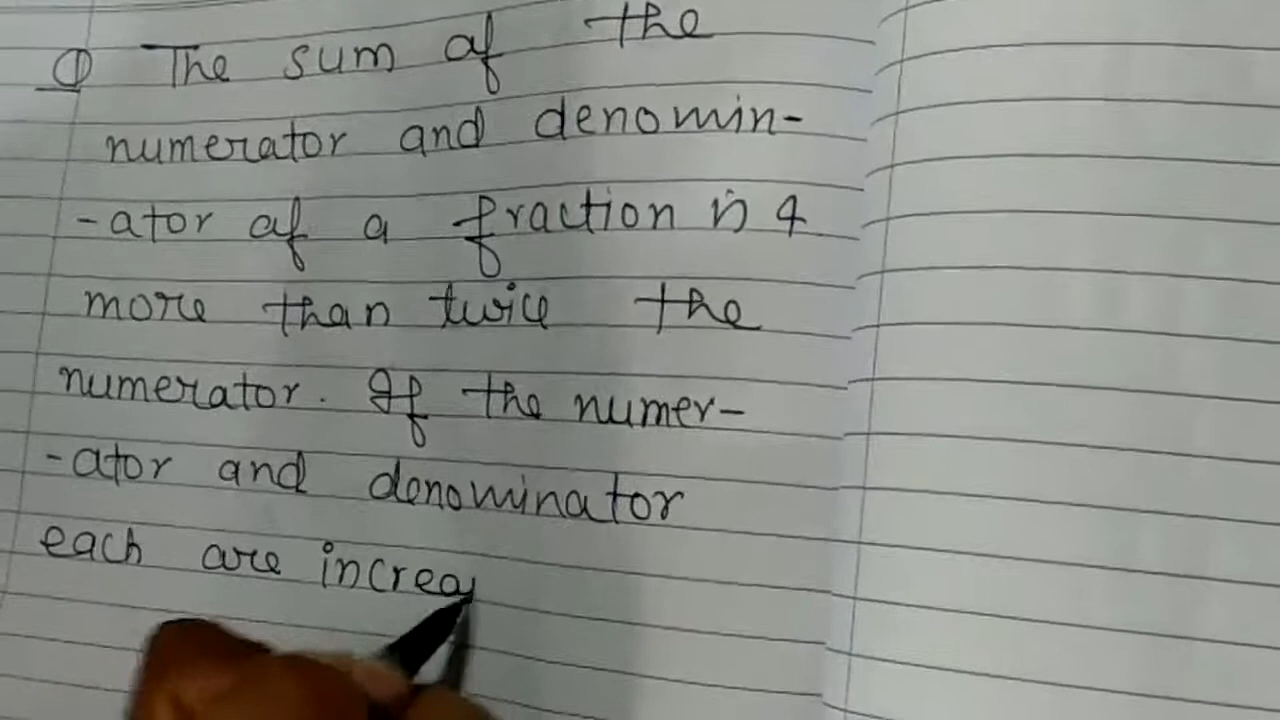 Q The sum of the
numerator and denomin-
-ator of a fraction is 4
more than twice the
numerator. If the numer-
-ator and denominator
each are increa